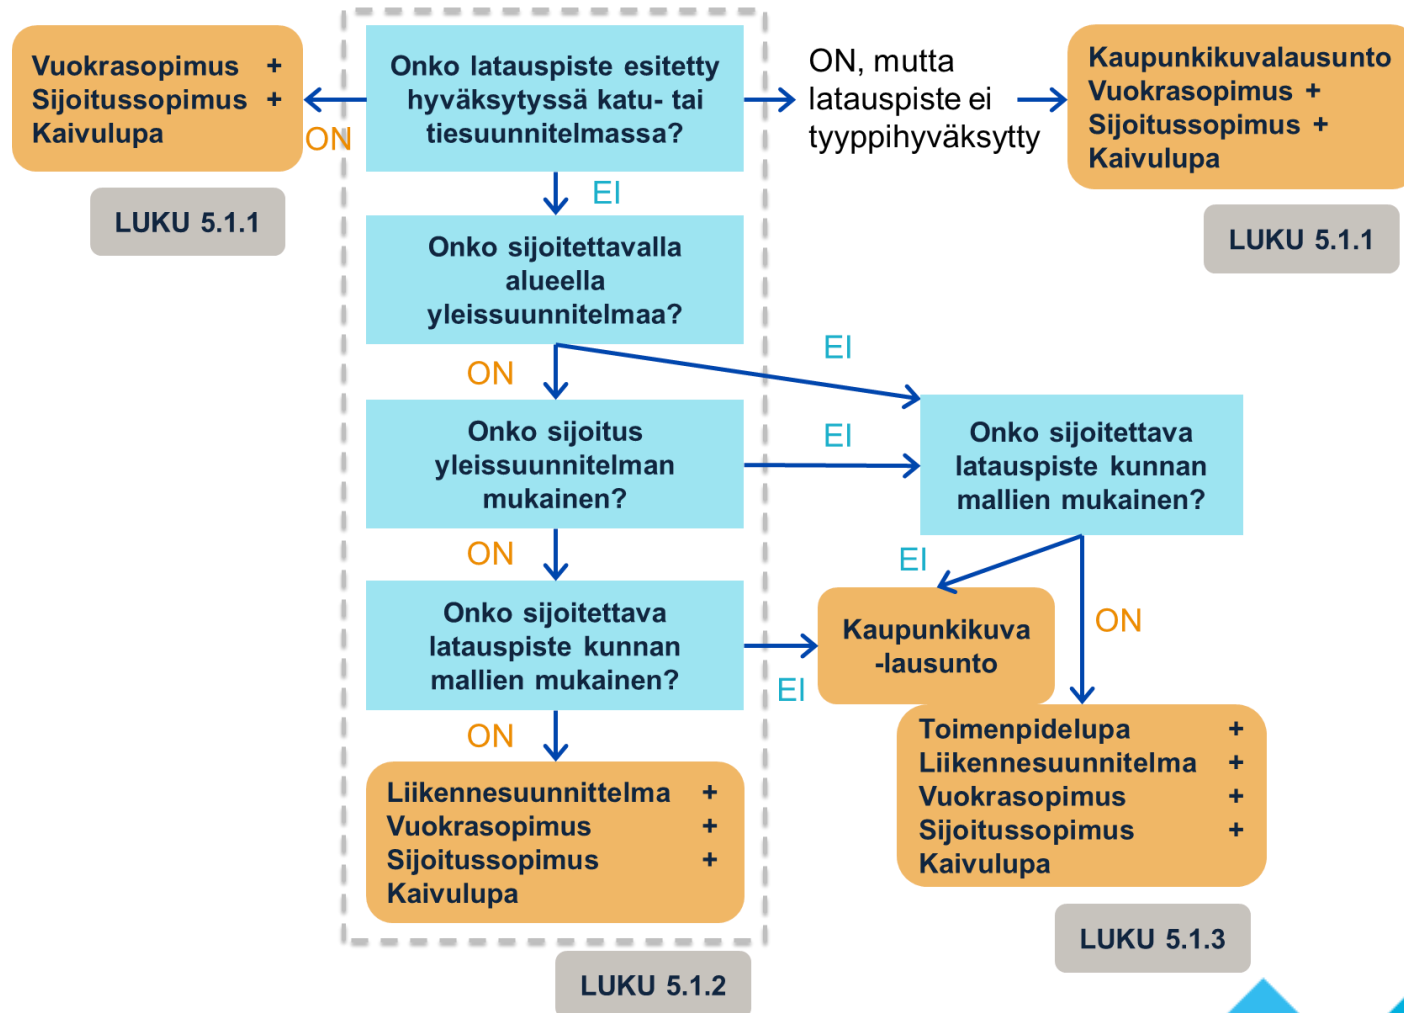 Vuokrasopimus +
Sijoitussopimus +
Kaivulupa
ON
LUKU 5.1.1
Onko latauspiste esitetty
hyväksytyssä katu- tai
tiesuunnitelmassa?
ON, mutta
latauspiste ei
tyyppihyväksytty
Kaupunkikuvalausunto
Vuokrasopimus +
Sijoitussopimus +
Kaivulupa
LUKU 5.1.1
EI
Onko sijoitettavalla
alueella
yleissuunnitelmaa?
EI
ON
Onko sijoitus
yleissuunnitelman
mukainen?
EI
Onko sijoitettava
latauspiste kunnan
mallien mukainen?
ON
EI
ON
Onko sijoitettava
latauspiste kunnan
mallien mukainen?
EI
Kaupunkikuva
-lausunto
ON
Liikennesuunnittelma +
Vuokrasopimus +
Sijoitussopimus +
Kaivulupa
Toimenpidelupa +
Liikennesuunnitelma +
Vuokrasopimus +
Sijoitussopimus +
Kaivulupa
LUKU 5.1.3
LUKU 5.1.2